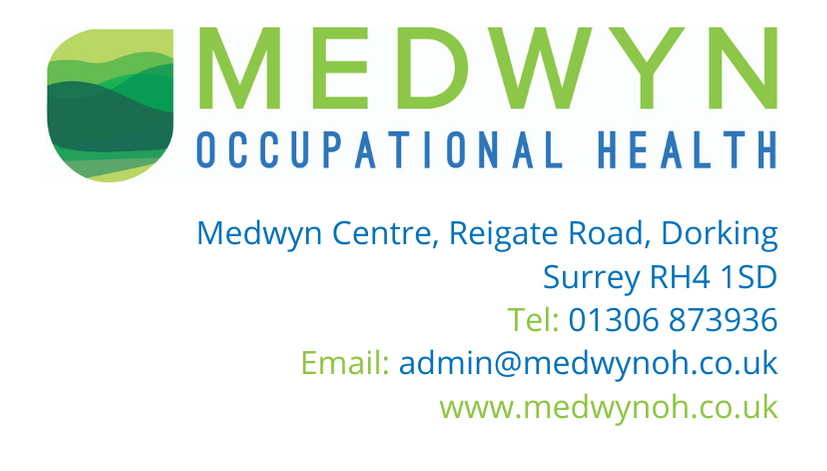 MEDWYN
OCCUPATIONAL HEALTH
Medwyn Centre, Reigate Road, Dorking
Surrey RH4 1SD
Tel: 01306 873936
Email: admin@medwynoh.co.uk
www.medwynoh.co.uk